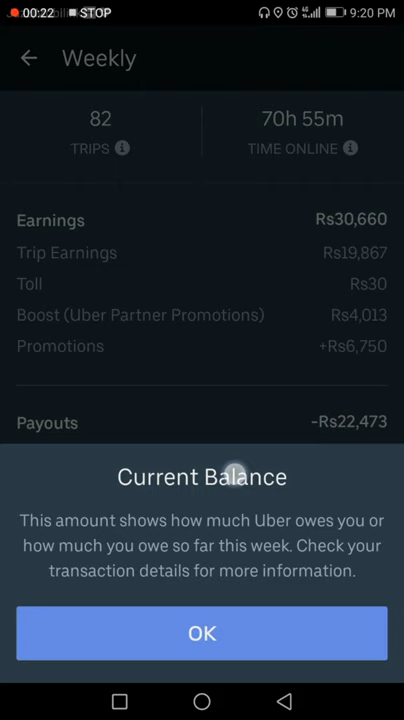 00:22 STOP 9:20 PM
Weekly
82 70h 55m
TRIPS TIME ONLINE
Earnings Rs30,660
Trip Earnings Rs19,867
Toll Rs30
Boost (Uber Partner Promotions) Rs4,013
Promotions +Rs6,750
Payouts -Rs22,473
Current Balance
This amount shows how much Uber owes you or
how much you owe so far this week. Check your
transaction details for more information.
OK